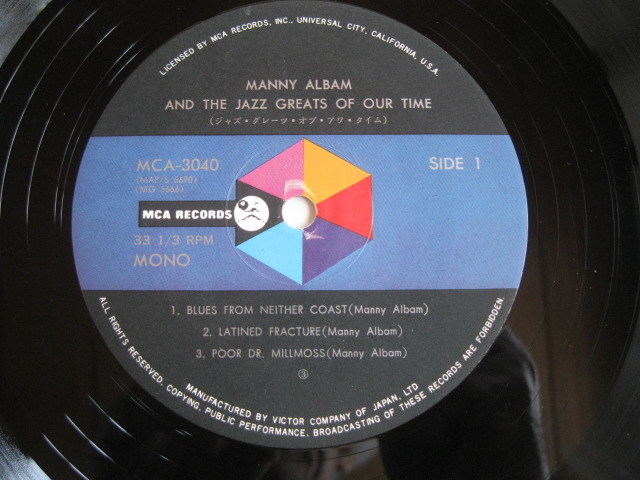 LICENSED BY MCA RECORDS, INC., UNIVERSAL CITY, CALIFORNIA, U.S.A.
MANNY ALBAM
AND THE JAZZ GREATS OF OUR TIME
(ジャズ・グレーツ・オブ・アワ・タイム)
MCA-3040
SIDE 1
MCA RECORDS
33 1/3 RPM
MONO
1. BLUES FROM NEITHER COAST(Manny Albam)
2. LATINED FRACTURE(Manny Albam)
3. POOR DR. MILLMOSS(Manny Albam)
③
MANUFACTURED BY VICTOR COMPANY OF JAPAN, LTD
ALL RIGHTS RESERVED. COPYING, PUBLIC PERFORMANCE, BROADCASTING OF THESE RECORDS ARE FORBIDDEN.